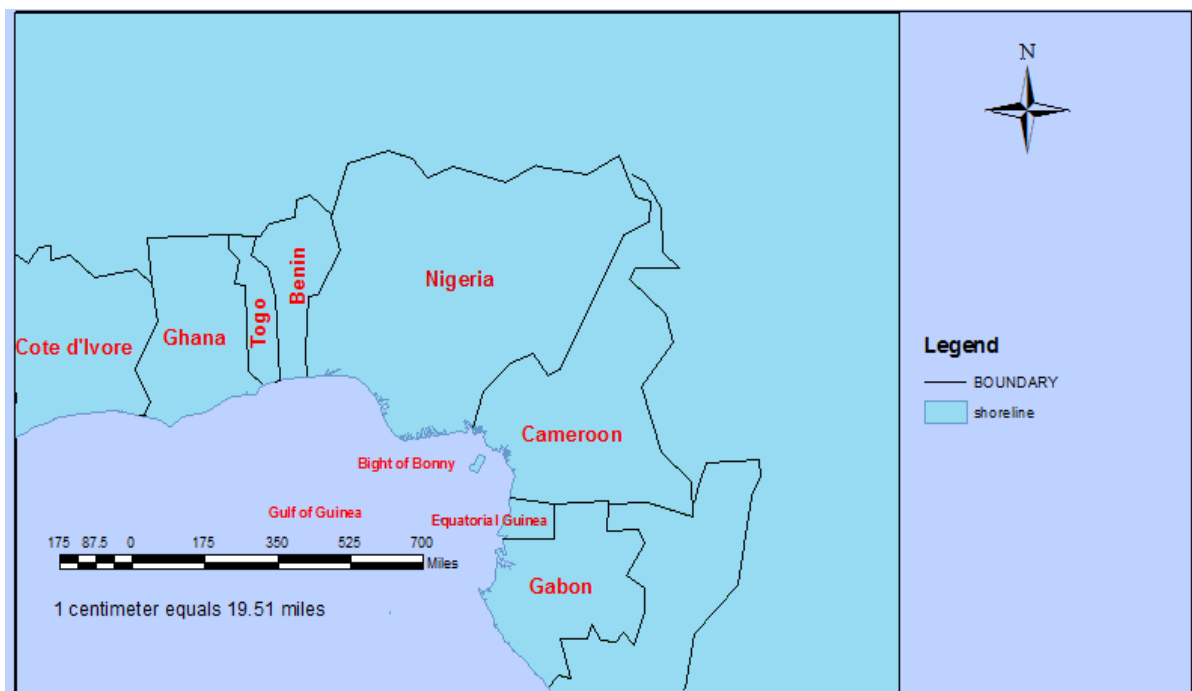 N
Benin
Nigeria
Togo
Ghana
Cote d'Ivore
Legend
BOUNDARY
shoreline
Cameroon
Bight of Bonny
Gulf of Guinea
Equatorial Guinea
175 87.5 0 175 350 525 700
Miles
Gabon
1 centimeter equals 19.51 miles